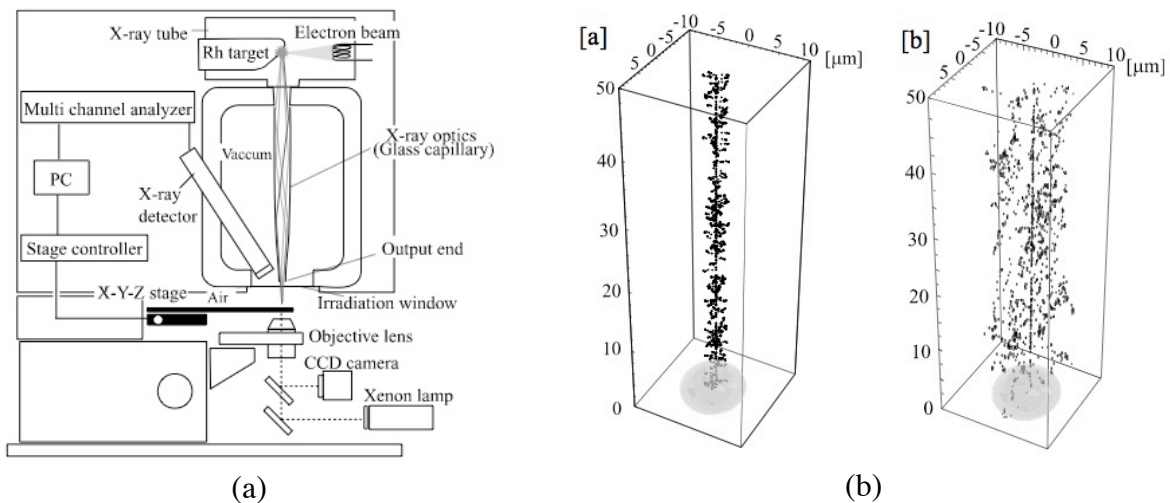 X-ray tube
Electron beam
Rh target
Multi channel analyzer
Vaccum
X-ray optics
(Glass capillary)
PC
X-ray
detector
Output end
Stage controller
X-Y-Z stage
Air
Irradiation window
Objective lens
CCD camera
Xenon lamp
(a)
[a]
-10
-5
0
5
10
[μm]
0
5
50
40
30
20
10
0
[b]
-10
-5
0
5
10
[μm]
0
5
50
40
30
20
10
0
(b)